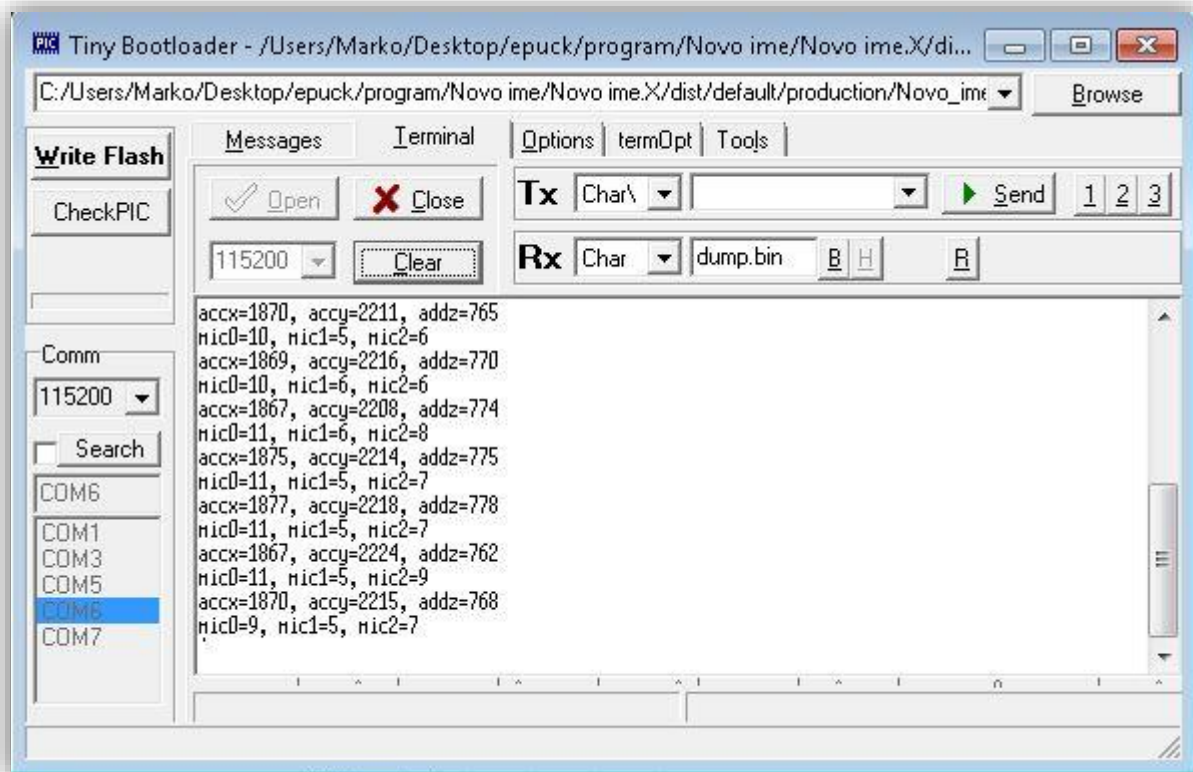 PIC Tiny Bootloader - /Users/Marko/Desktop/epuck/program/Novo ime/Novo ime.X/di...
C:/Users/Marko/Desktop/epuck/program/Novo ime/Novo ime.X/dist/default/production/Novo_ime
Browse
Write Flash
CheckPIC
Messages
Terminal
Options
termOpt
Tools
Open
Close
Tx
Char\
Send
1
2
3
115200
Clear
Rx
Char
dump.bin
B
H
R
Comm
115200
Search
COM6
COM1
COM3
COM5
COM6
COM7
accx=1870, accy=2211, addz=765
mic0=10, mic1=5, mic2=6
accx=1869, accy=2216, addz=770
mic0=10, mic1=6, mic2=6
accx=1867, accy=2208, addz=774
mic0=11, mic1=6, mic2=8
accx=1875, accy=2214, addz=775
mic0=11, mic1=5, mic2=7
accx=1877, accy=2218, addz=778
mic0=11, mic1=5, mic2=7
accx=1867, accy=2224, addz=762
mic0=11, mic1=5, mic2=9
accx=1870, accy=2215, addz=768
mic0=9, mic1=5, mic2=7